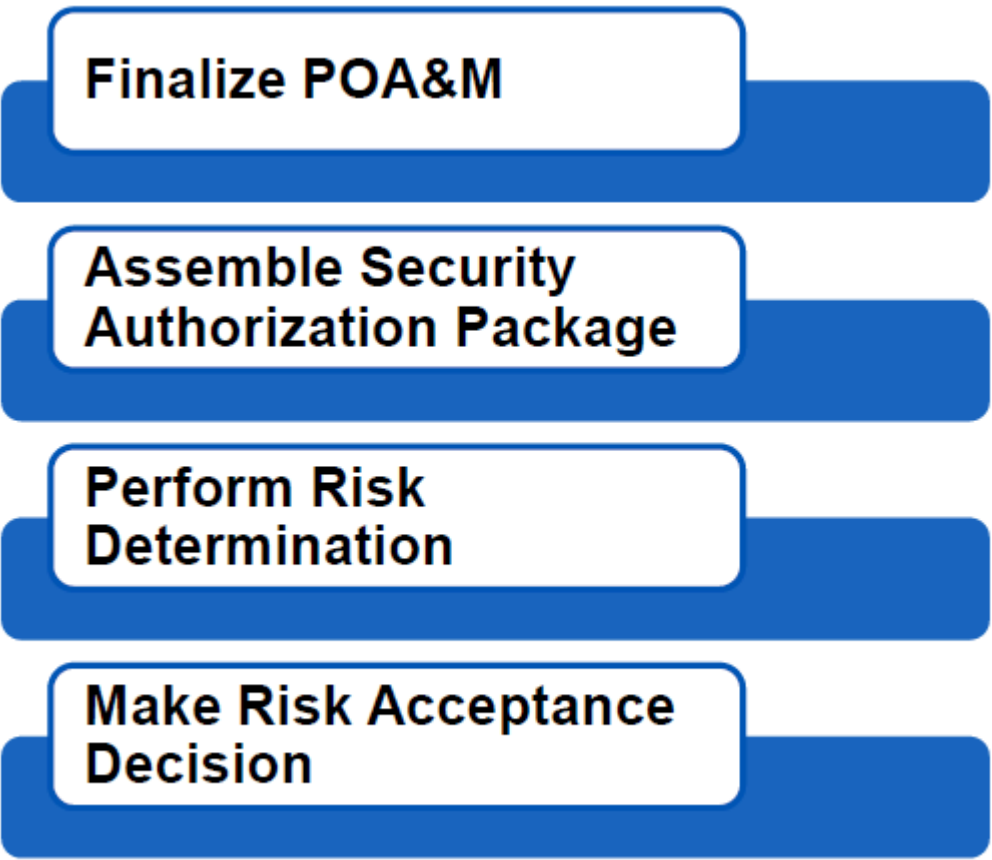 Finalize POA&M
Assemble Security
Authorization Package
Perform Risk
Determination
Make Risk Acceptance
Decision